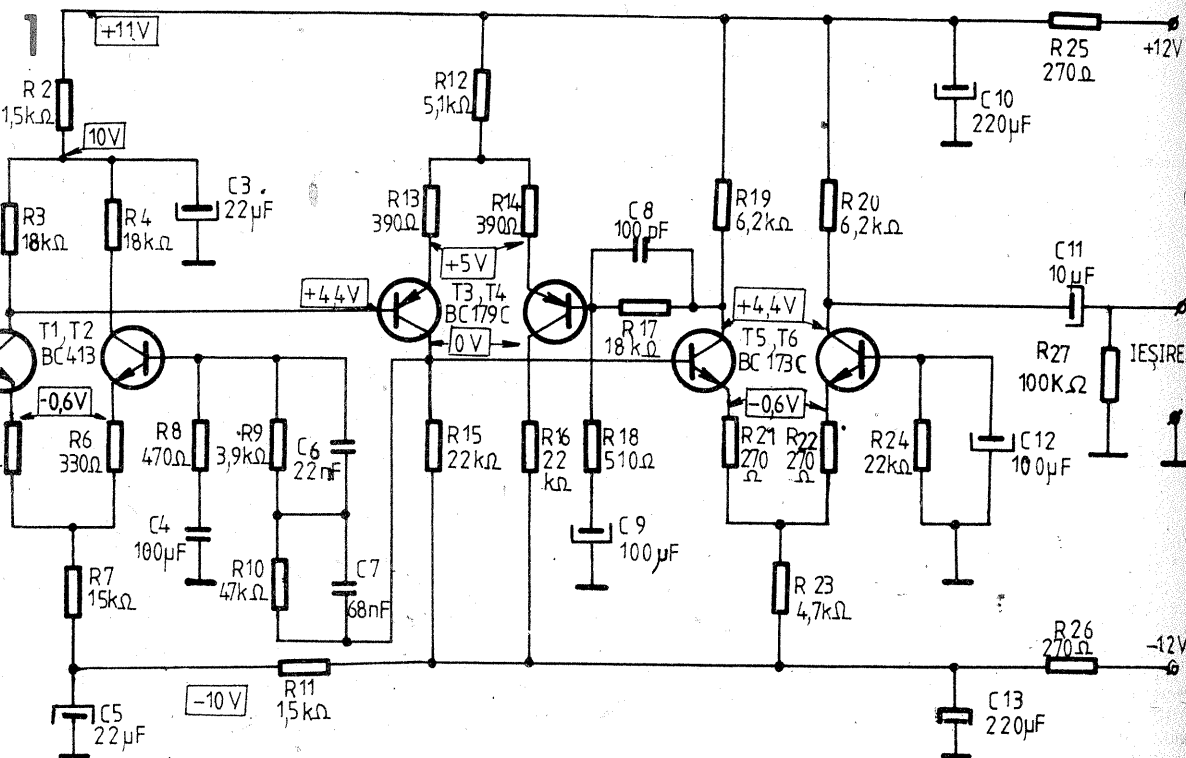 1
+11V
R2
1,5kΩ
10V
R3
18kΩ
R4
18kΩ
C3
22µF
T1,T2
BC413
-0,6V
R6
330Ω
R8
470Ω
R9
3,9kΩ
C6
22nF
C4
100µF
R7
15kΩ
R10
47kΩ
C7
68nF
R11
1,5kΩ
-10V
C5
22µF
R12
5,1kΩ
R13
390Ω
R14
390Ω
+5V
+4,4V
T3,T4
BC179C
0V
C8
100pF
R17
18kΩ
R15
22kΩ
R16
22
kΩ
R18
510Ω
C9
100µF
R19
6,2kΩ
R20
6,2kΩ
+4,4V
T5,T6
BC173C
-0,6V
R21
270
Ω
R22
270
Ω
R24
22kΩ
C12
100µF
R23
4,7kΩ
R25
270Ω
+12V
C10
220µF
C11
10µF
R27
100KΩ
IEȘIRE
R26
270Ω
-12V
C13
220µF